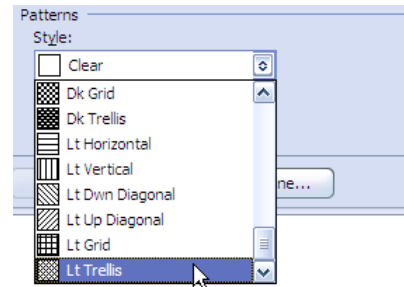 Patterns
Style:
Clear
Dk Grid
Dk Trellis
Lt Horizontal
Lt Vertical
Lt Dwn Diagonal
ne...
Lt Up Diagonal
Lt Grid
Lt Trellis